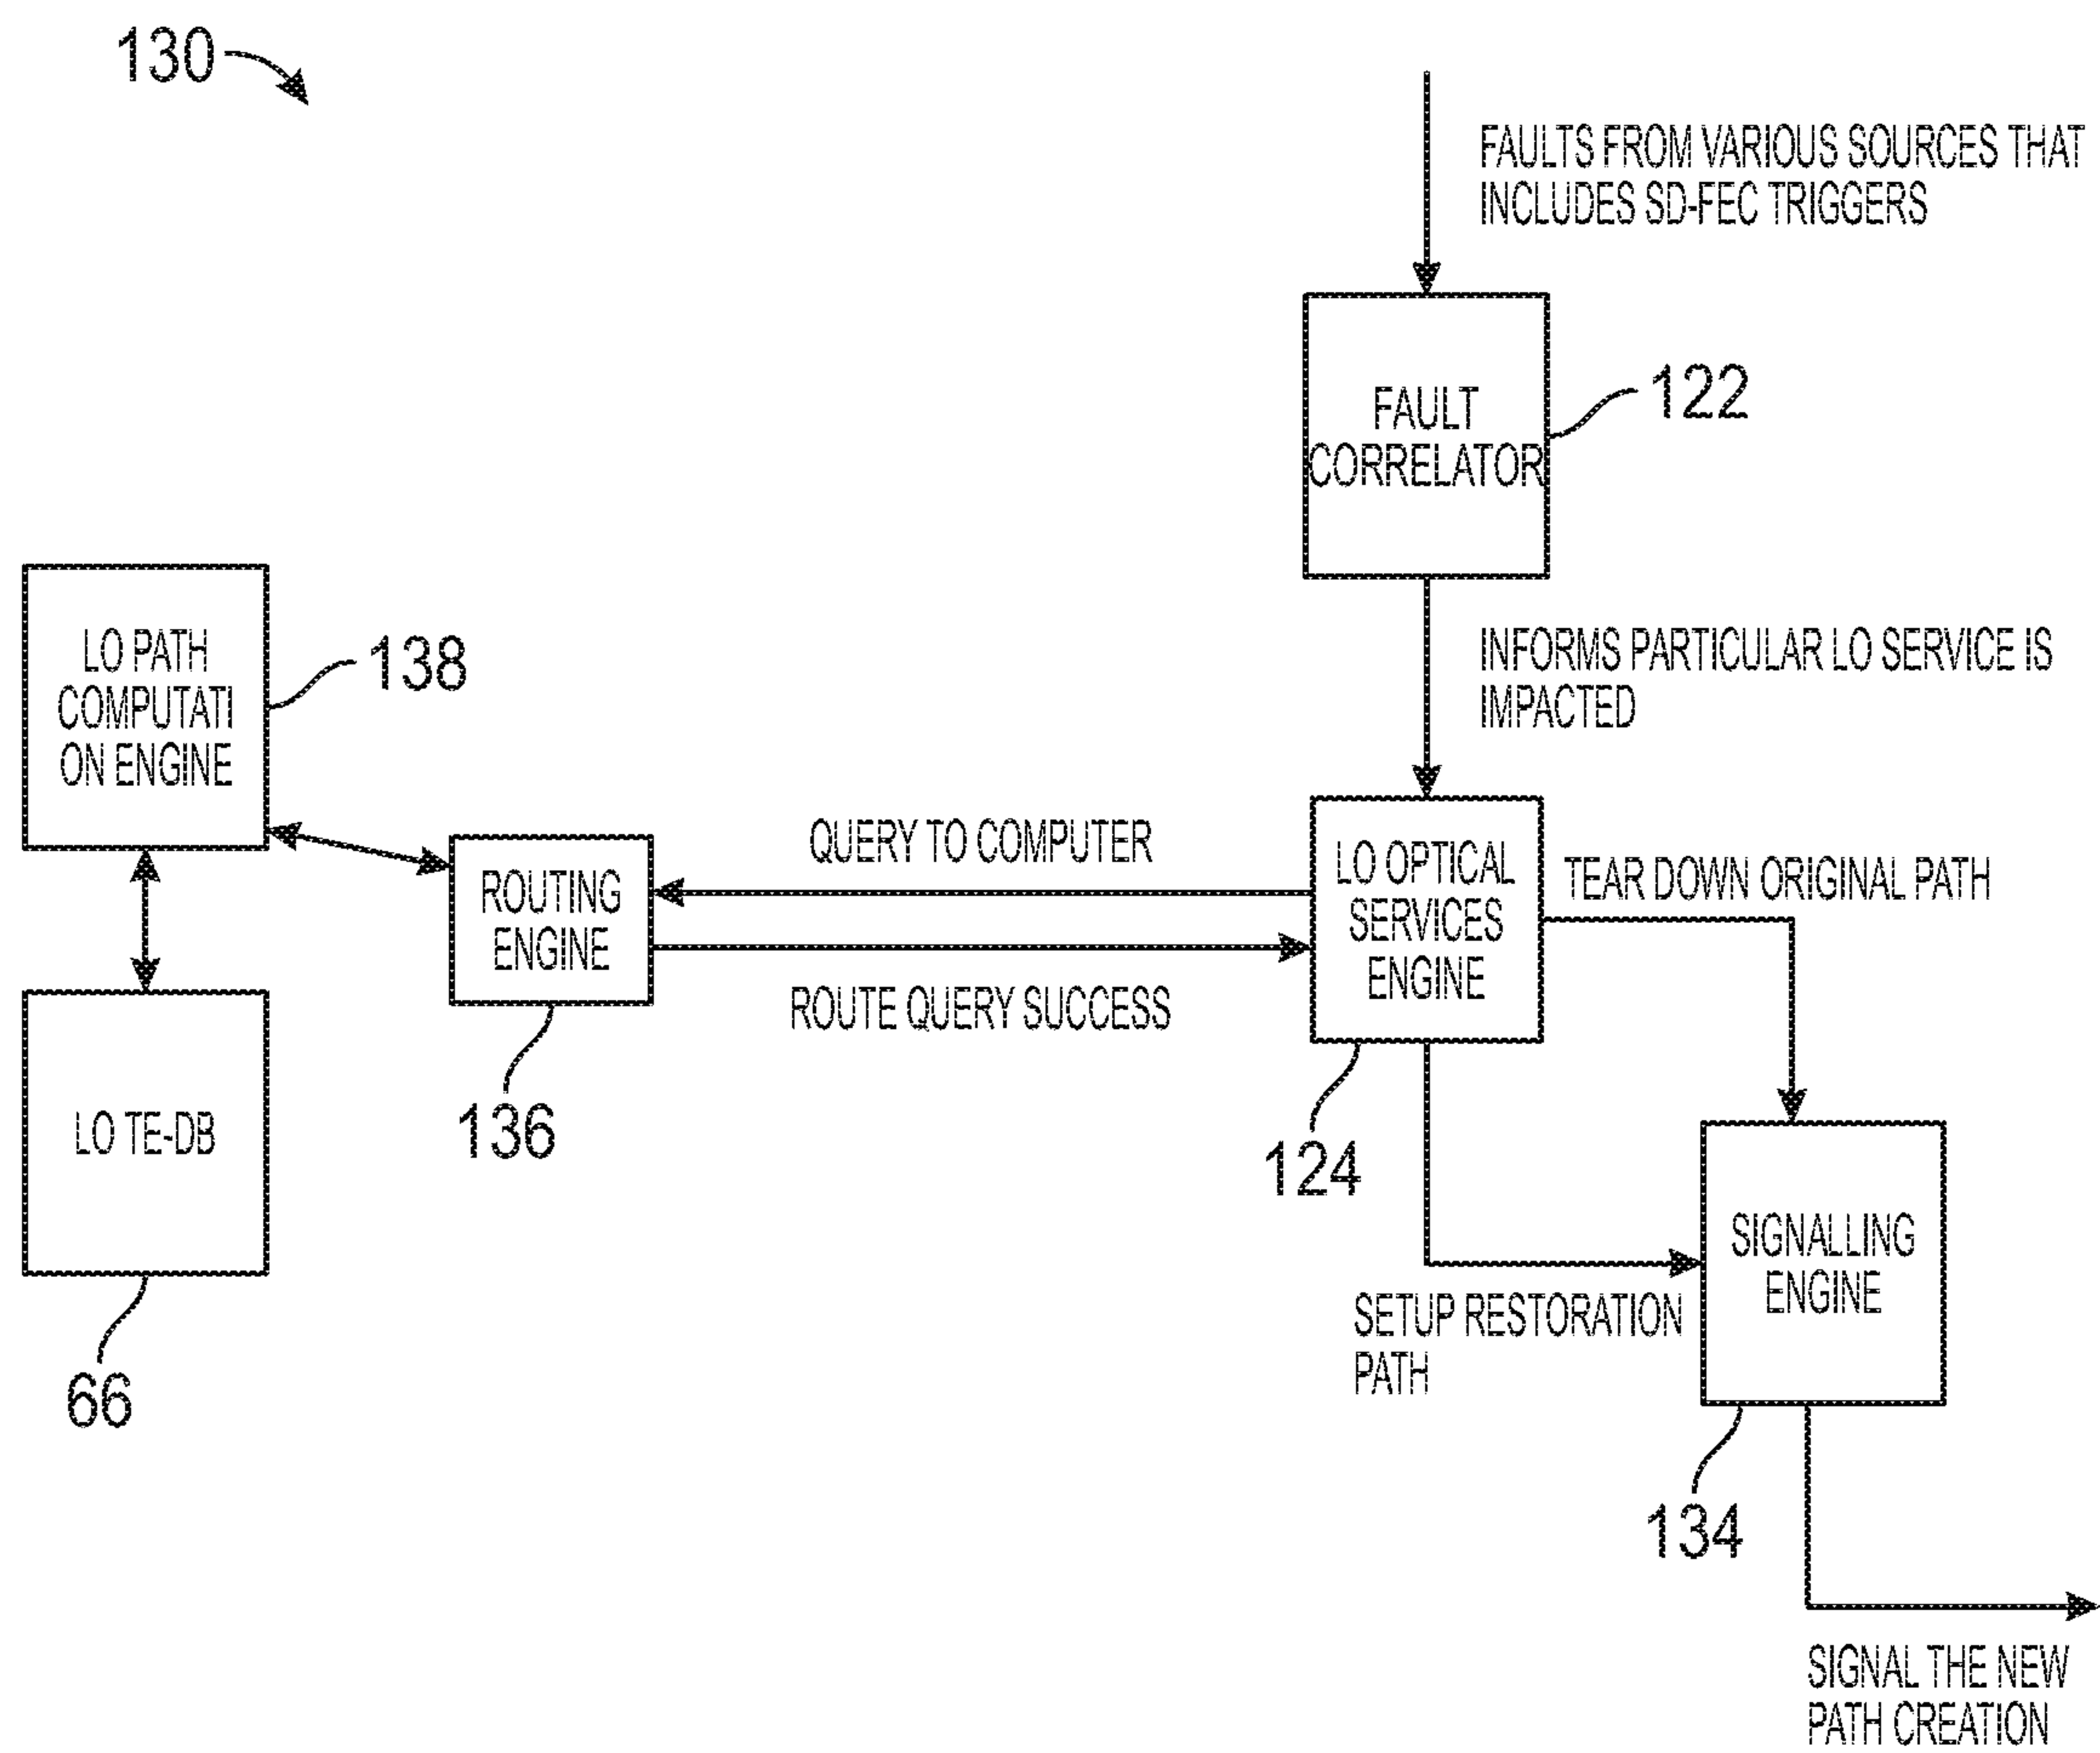 130
FAULTS FROM VARIOUS SOURCES THAT
INCLUDES SD-FEC TRIGGERS
FAULT
CORRELATOR
122
INFORMS PARTICULAR LO SERVICE IS
IMPACTED
LO PATH
COMPUTATI
ON ENGINE
138
QUERY TO COMPUTER
ROUTING
ENGINE
136
ROUTE QUERY SUCCESS
LO OPTICAL
SERVICES
ENGINE
124
TEAR DOWN ORIGINAL PATH
LO TE-DB
66
SETUP RESTORATION
PATH
SIGNALLING
ENGINE
134
SIGNAL THE NEW
PATH CREATION